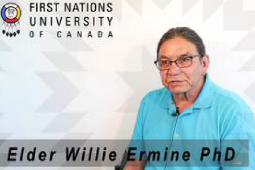 FIRST NATIONS
UNIVERSITY
OF CANADA
Elder Willie Ermine PhD